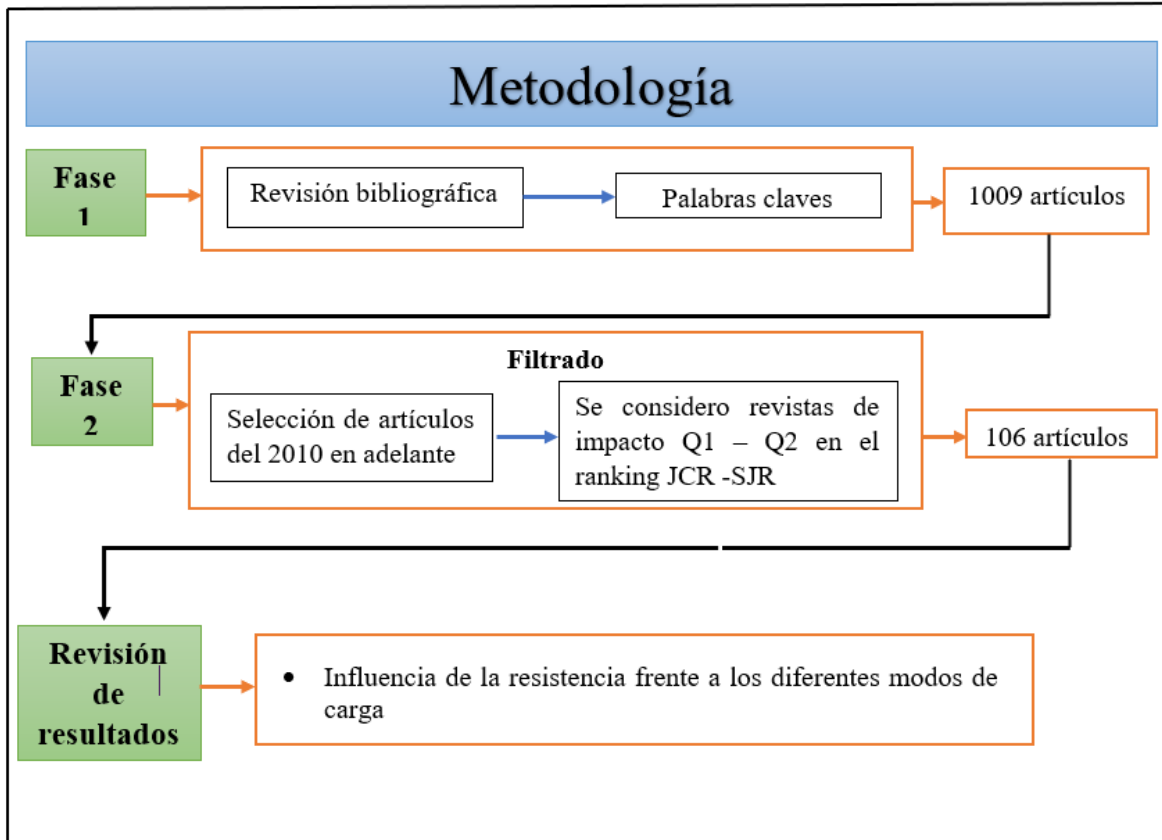 Metodología
Fase
1
Revisión bibliográfica
Palabras claves
1009 artículos
Fase
2
Filtrado
Selección de artículos
del 2010 en adelante
Se considero revistas de
impacto Q1 – Q2 en el
ranking JCR -SJR
106 artículos
Revisión
de
resultados
• Influencia de la resistencia frente a los diferentes modos de
carga